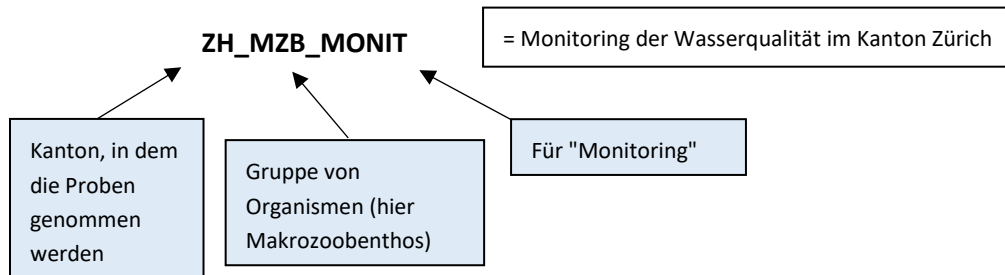 ZH_MZB_MONIT
= Monitoring der Wasserqualität im Kanton Zürich
Kanton, in dem
die Proben
genommen
werden
Gruppe von
Organismen (hier
Makrozoobenthos)
Für "Monitoring"